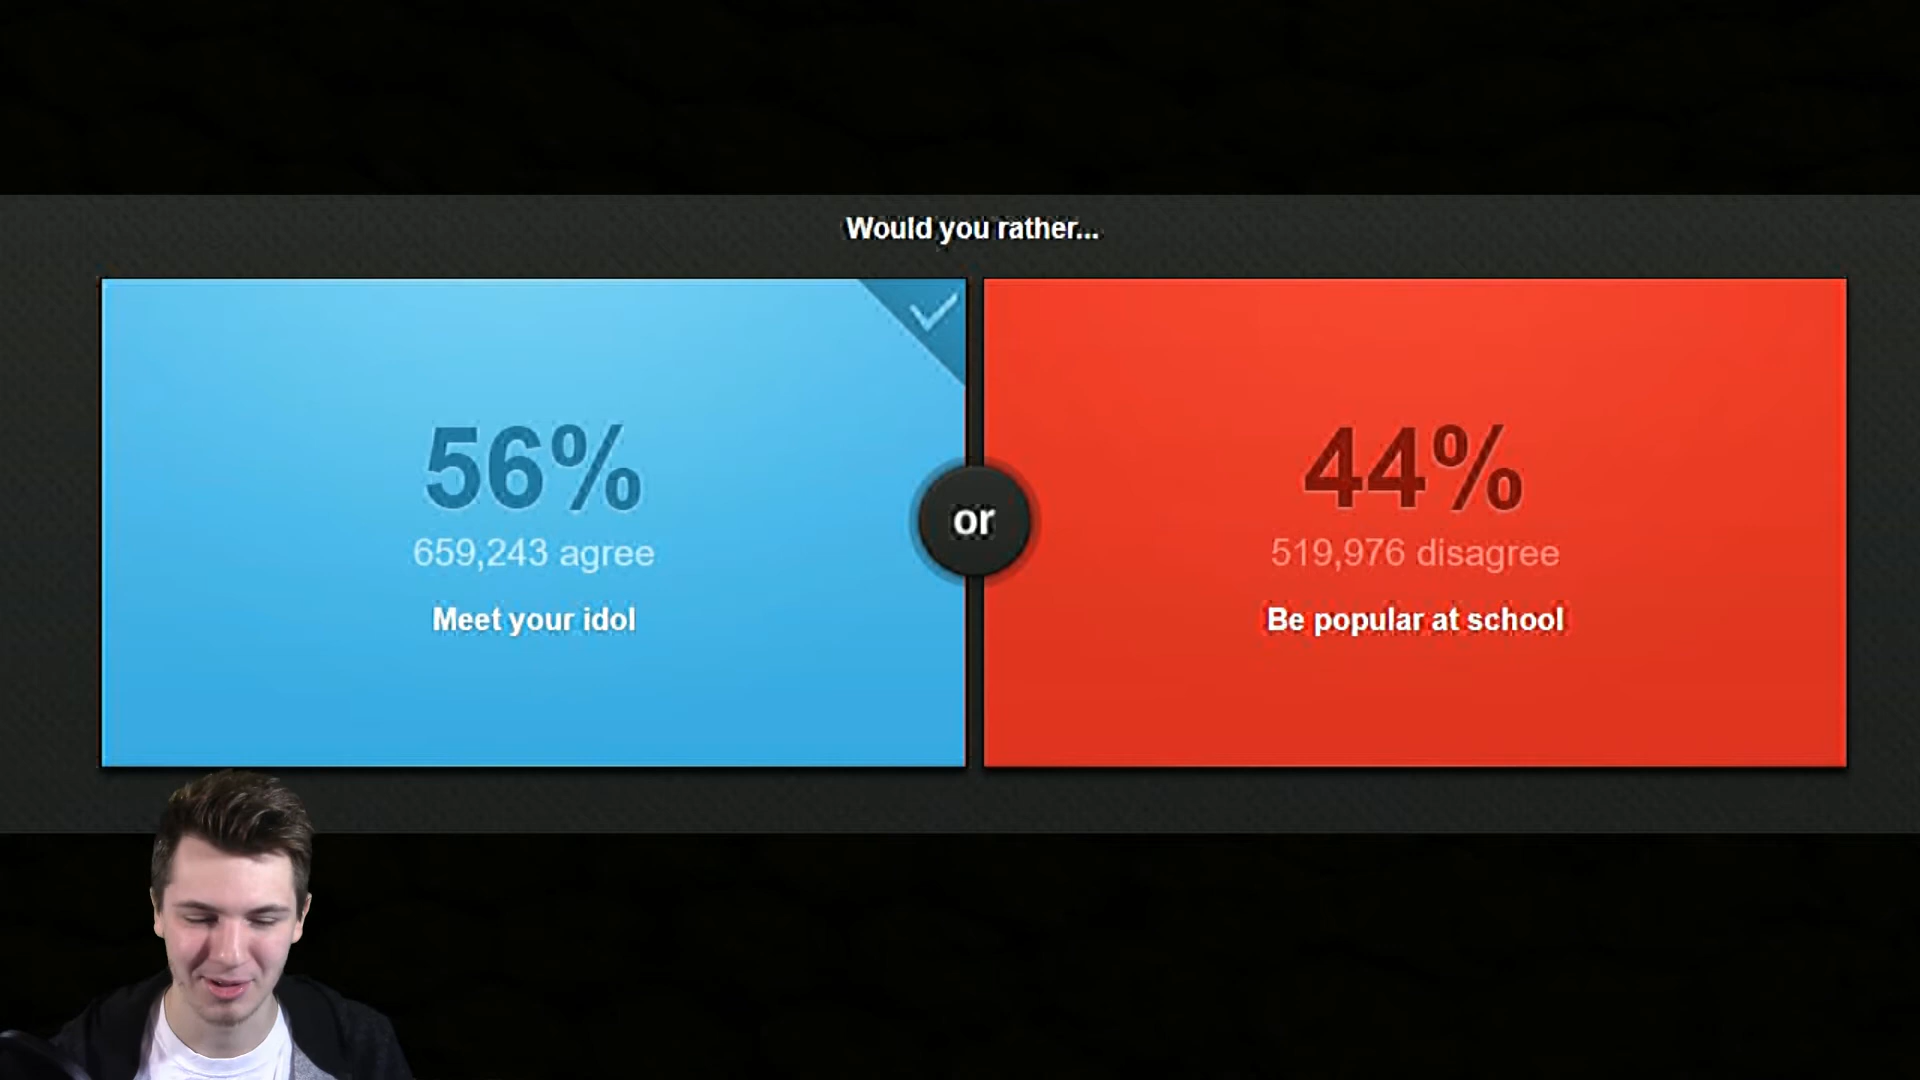 Would you rather...
56%
659,243 agree
Meet your idol
or
44%
519,976 disagree
Be popular at school